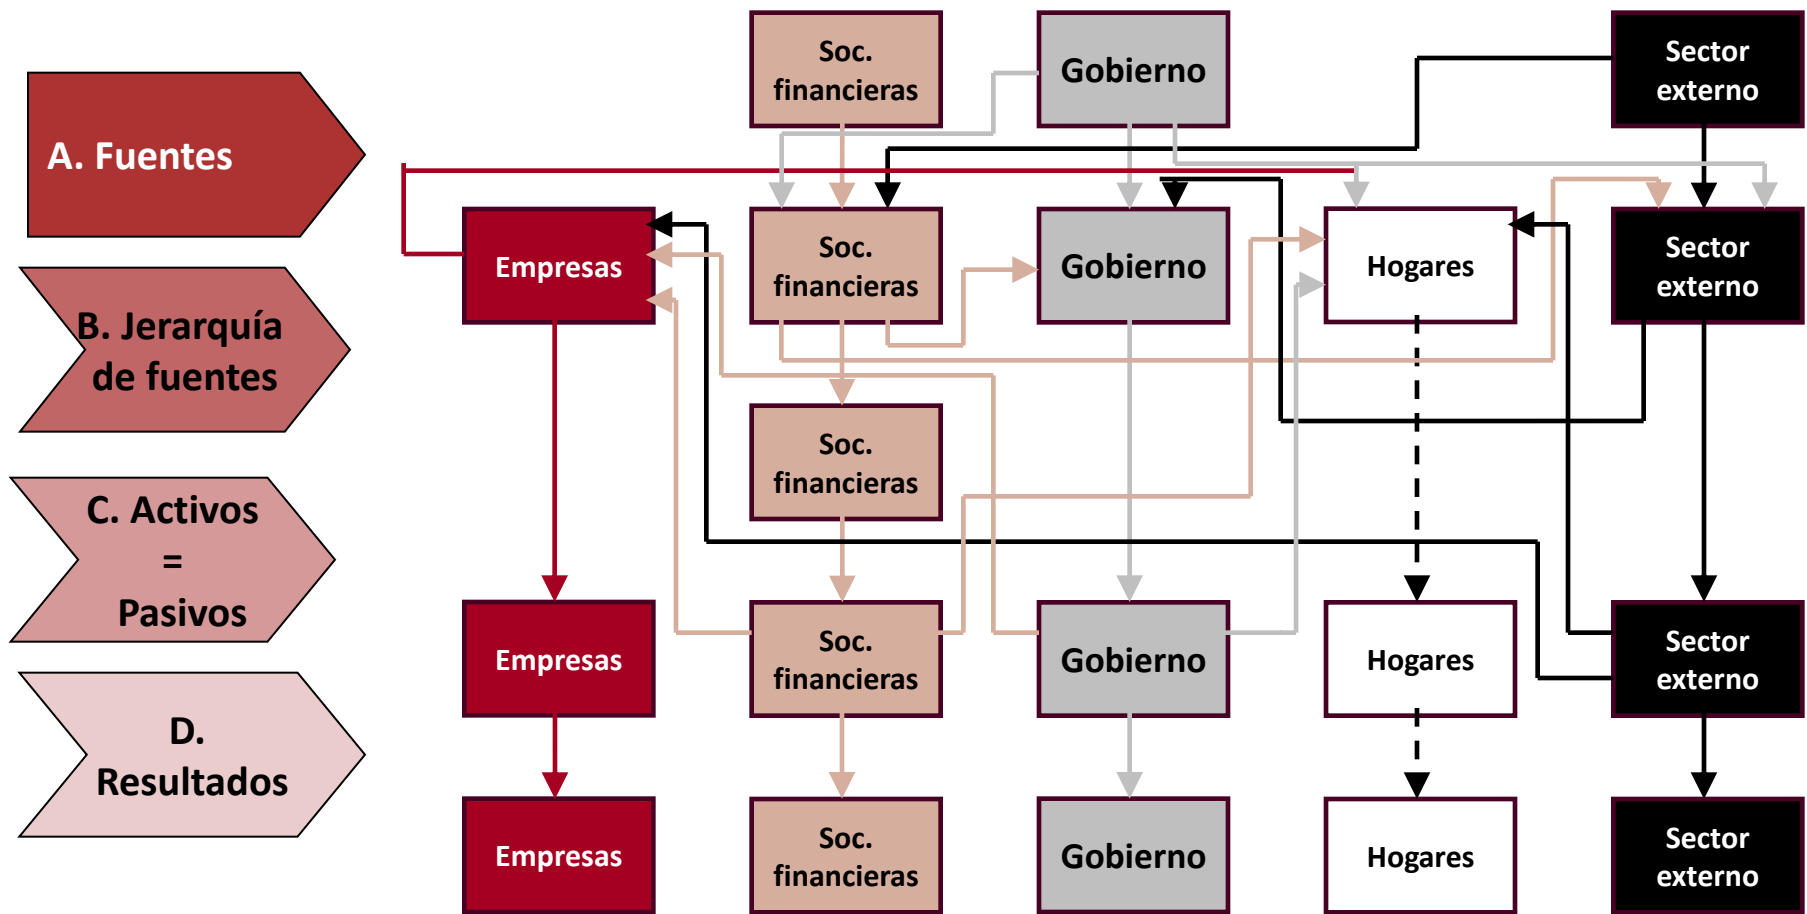 A. Fuentes
B. Jerarquía
de fuentes
C. Activos
=
Pasivos
D.
Resultados
Soc.
financieras
Gobierno
Sector
externo
Empresas
Soc.
financieras
Gobierno
Hogares
Sector
externo
Soc.
financieras
Empresas
Soc.
financieras
Gobierno
Hogares
Sector
externo
Empresas
Soc.
financieras
Gobierno
Hogares
Sector
externo